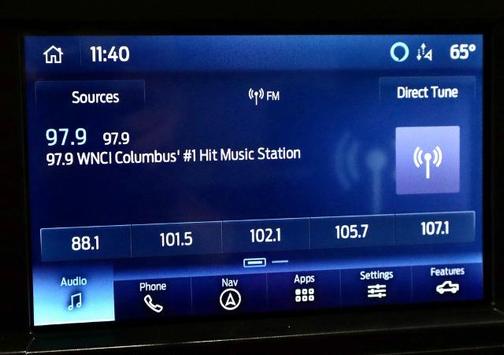 11:40 65°
Sources FM Direct Tune
97.9 97.9
97.9 WNCI Columbus' #1 Hit Music Station
88.1 101.5 102.1 105.7 107.1
Audio Phone Nav Apps Settings Features